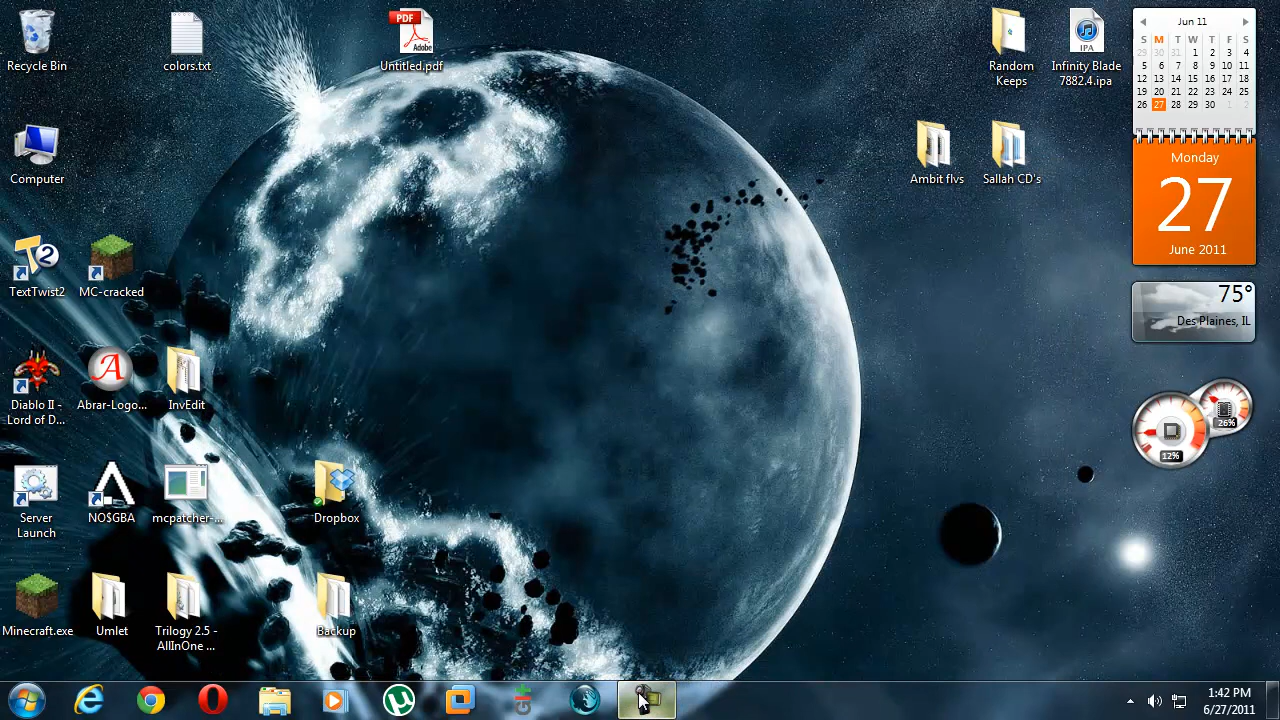 Recycle Bin
colors.txt
PDF
Adobe
Untitled.pdf
Random
Keeps
IPA
Infinity Blade
7882.4.ipa
Jun 11
S M T W T F S
29 30 31 1 2 3 4
5 6 7 8 9 10 11
12 13 14 15 16 17 18
19 20 21 22 23 24 25
26 27 28 29 30 1 2
Monday
27
June 2011
Computer
Ambit flvs
Sallah CD's
2
TextTwist2
MC-cracked
75°
Des Plaines, IL
Diablo II -
Lord of D...
A
Abrar-Logo...
InvEdit
26%
12%
Server
Launch
NO$GBA
mcpatcher-...
Dropbox
Minecraft.exe
Umlet
Trilogy 2.5 -
AllInOne ...
Backup
1:42 PM
6/27/2011